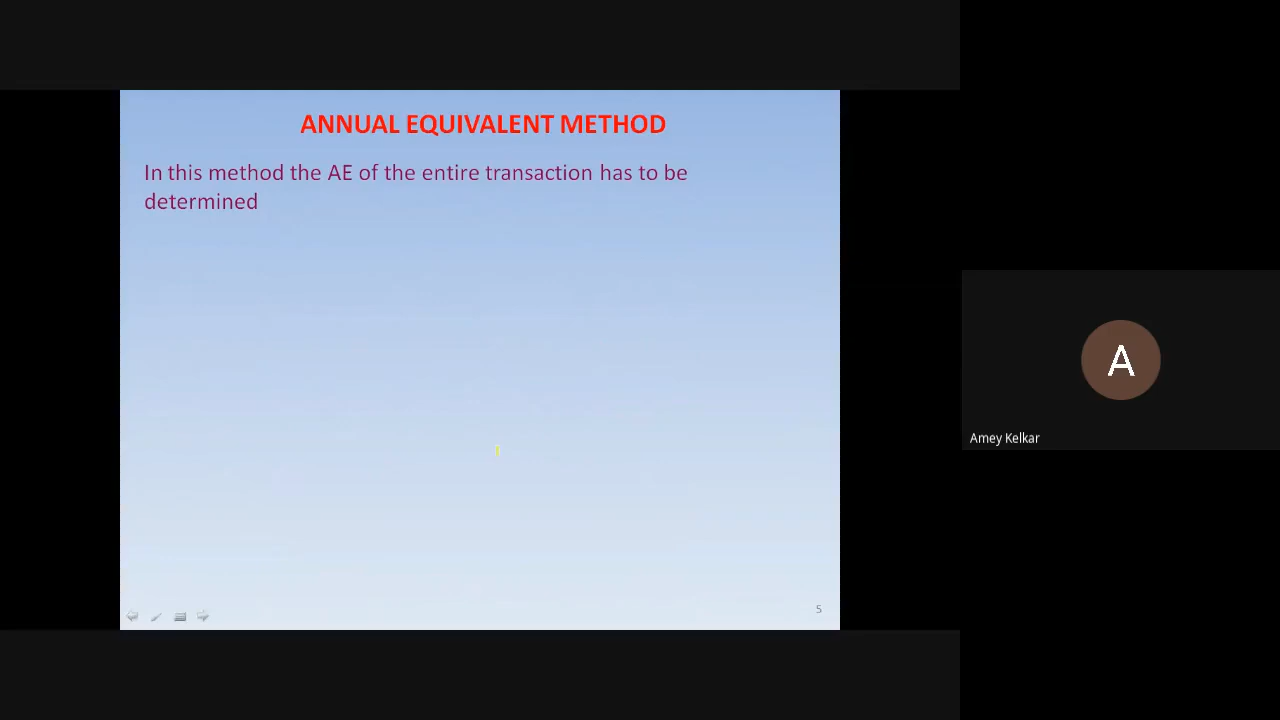 ANNUAL EQUIVALENT METHOD
In this method the AE of the entire transaction has to be
determined
A
Amey Kelkar
5